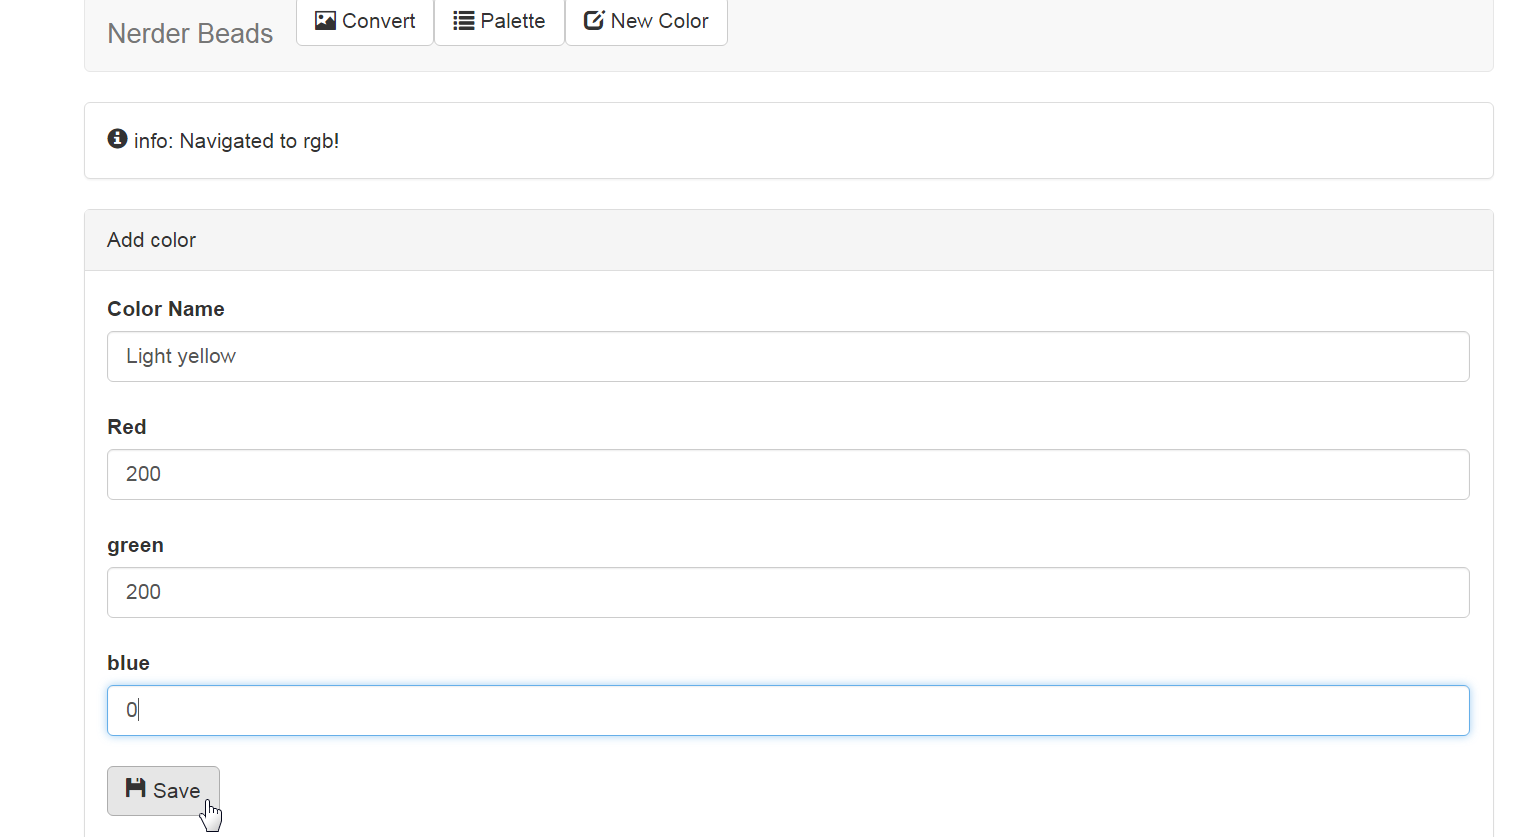 Nerder Beads Convert Palette New Color
info: Navigated to rgb!
Add color
Color Name
Light yellow
Red
200
green
200
blue
0
Save